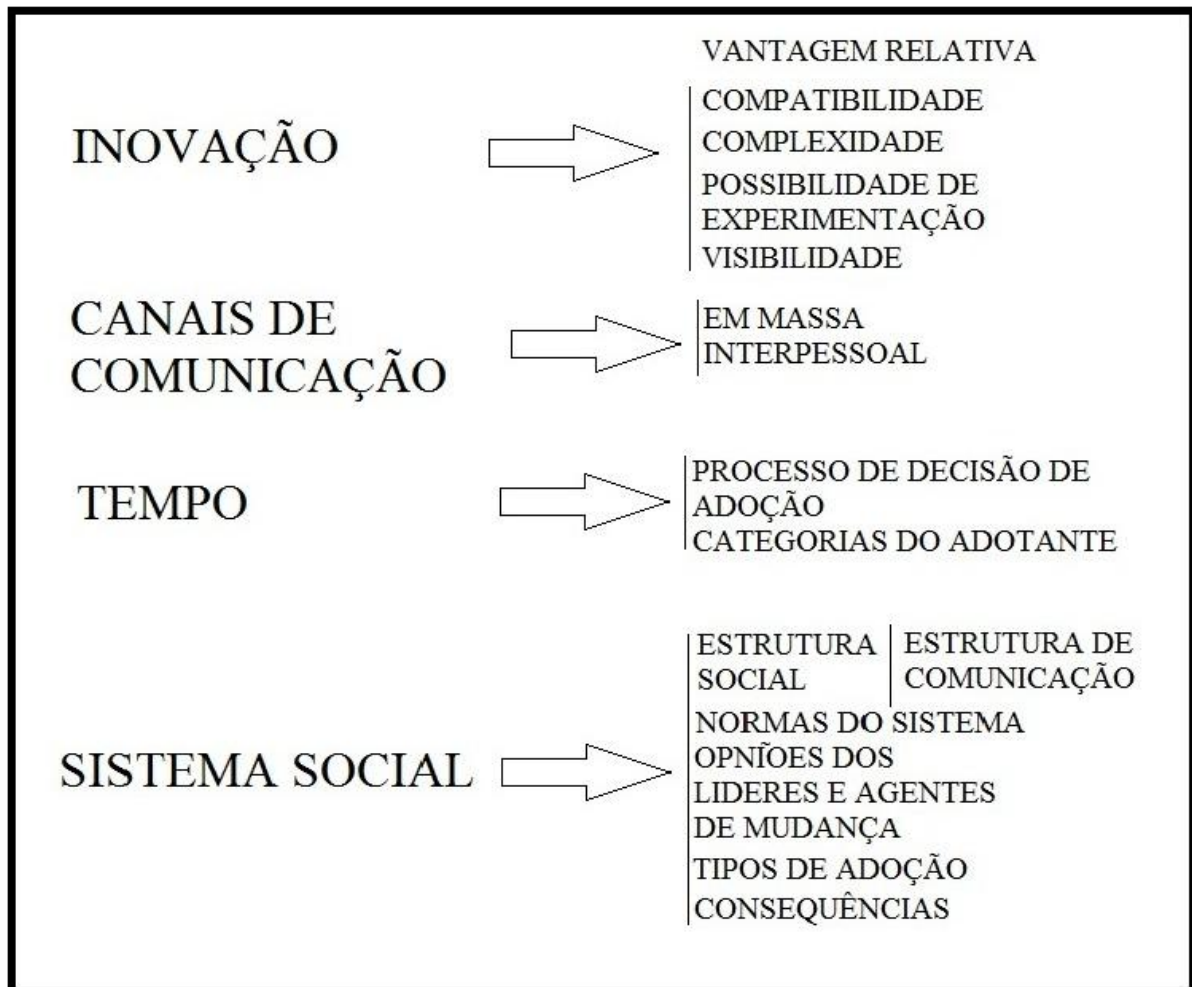 INOVAÇÃO
VANTAGEM RELATIVA
COMPATIBILIDADE
COMPLEXIDADE
POSSIBILIDADE DE
EXPERIMENTAÇÃO
VISIBILIDADE
CANAIS DE
COMUNICAÇÃO
EM MASSA
INTERPESSOAL
TEMPO
PROCESSO DE DECISÃO DE
ADOÇÃO
CATEGORIAS DO ADOTANTE
SISTEMA SOCIAL
ESTRUTURA
SOCIAL
ESTRUTURA DE
COMUNICAÇÃO
NORMAS DO SISTEMA
OPNĨOES DOS
LIDERES E AGENTES
DE MUDANÇA
TIPOS DE ADOÇÃO
CONSEQUÊNCIAS